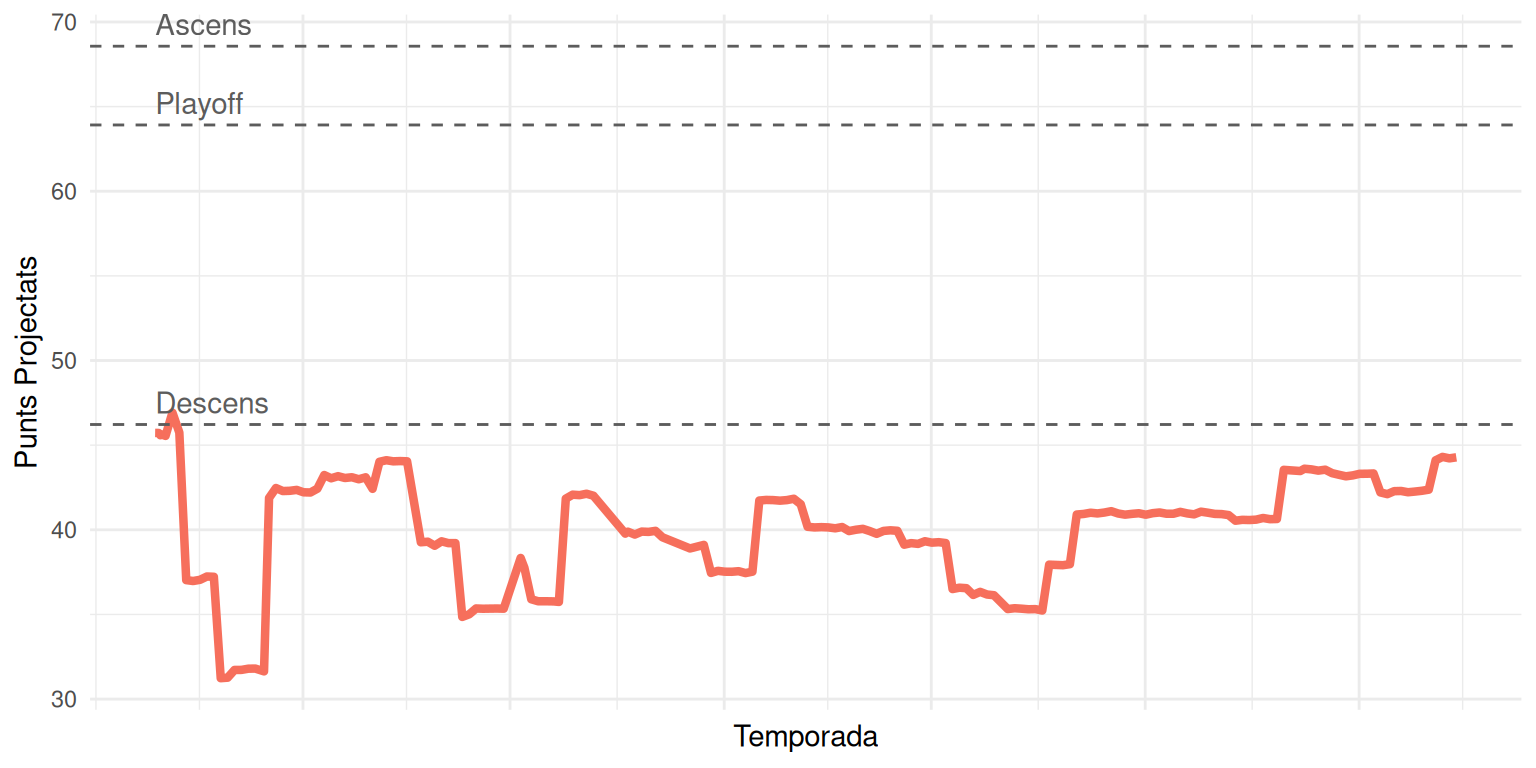 70
Ascens
Playoff
60
50
Descens
40
30
Punts Projectats
Temporada